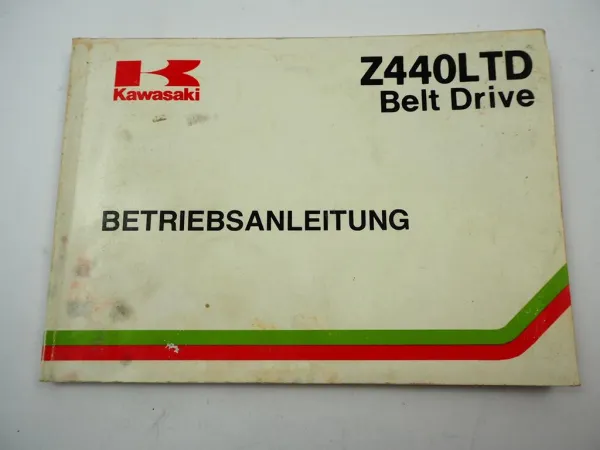 Kawasaki
Z440LTD
Belt Drive
BETRIEBSANLEITUNG